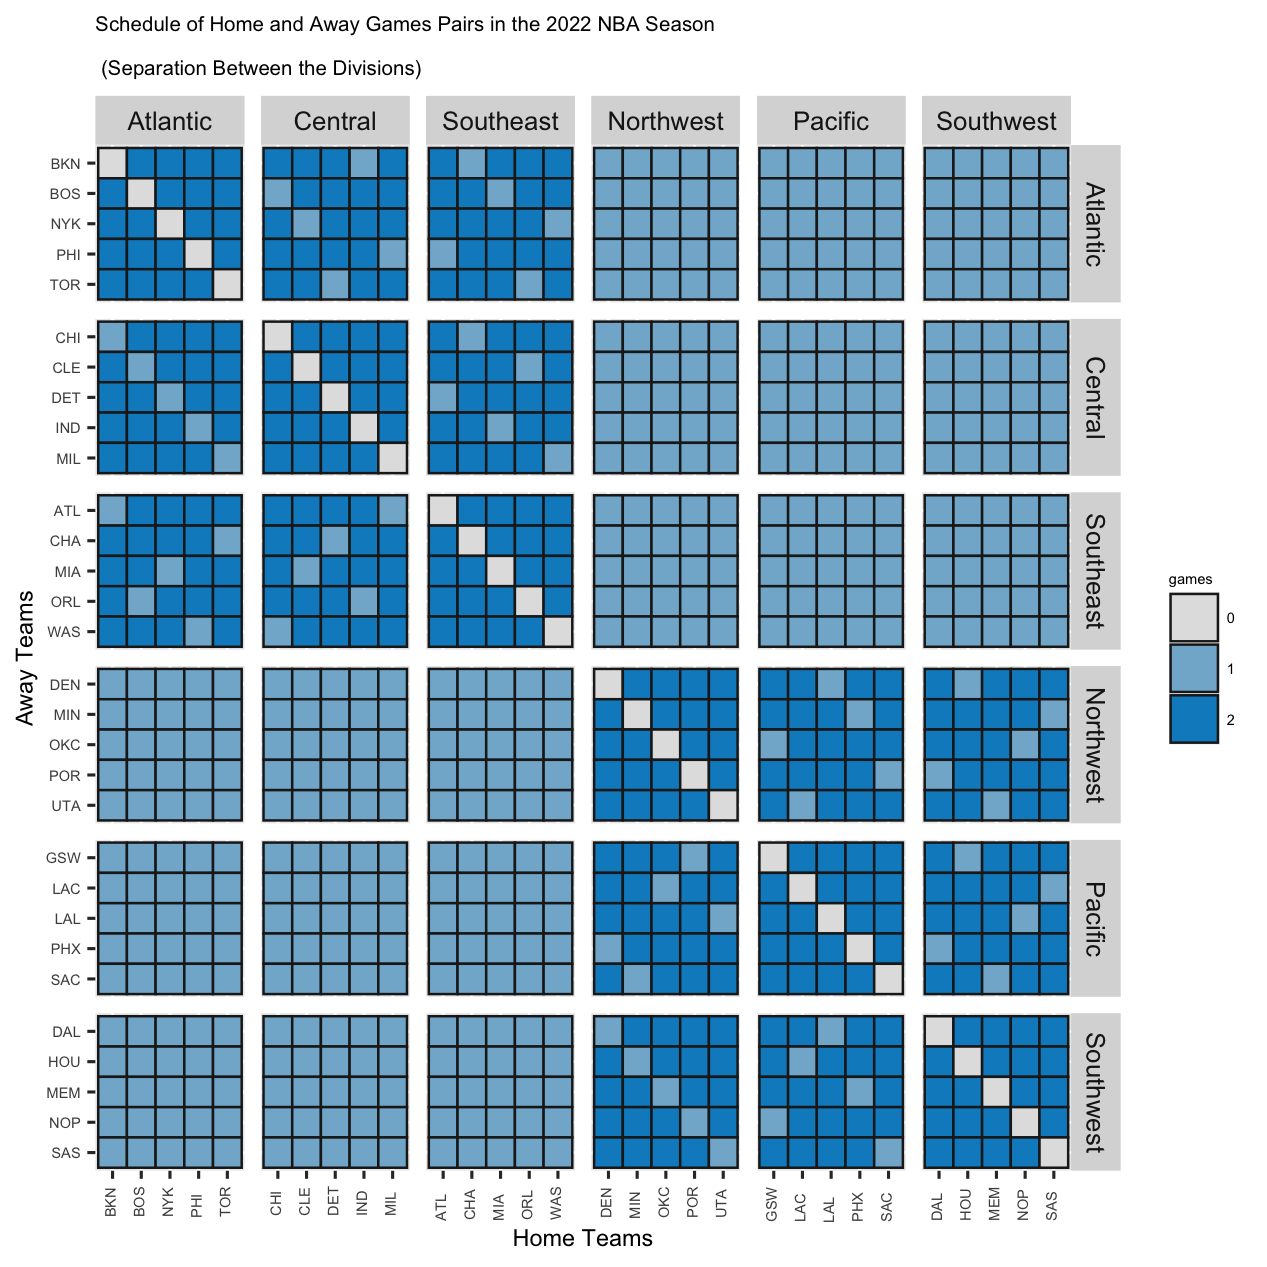 Schedule of Home and Away Games Pairs in the 2022 NBA Season
(Separation Between the Divisions)
Atlantic Central Southeast Northwest Pacific Southwest
BKN
BOS
NYK
PHI
TOR
Atlantic
CHI
CLE
DET
IND
MIL
Central
ATL
CHA
MIA
ORL
WAS
Southeast
DEN
MIN
OKC
POR
UTA
Northwest
GSW
LAC
LAL
PHX
SAC
Pacific
DAL
HOU
MEM
NOP
SAS
Southwest
Away Teams
BKN BOS NYK PHI TOR CHI CLE DET IND MIL ATL CHA MIA ORL WAS DEN MIN OKC POR UTA GSW LAC LAL PHX SAC DAL HOU MEM NOP SAS
Home Teams
games
0
1
2